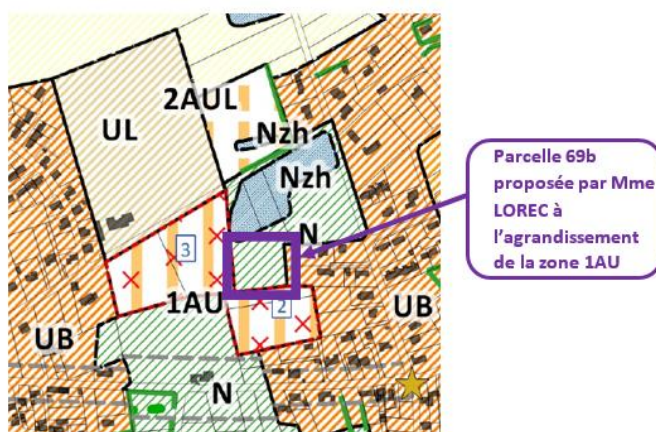 2AUL
UL
Nzh
Nzh
Parcelle 69b
proposée par Mme
LOREC à
l'agrandissement
de la zone 1AU
3
N
1AU
2
UB
UB
N